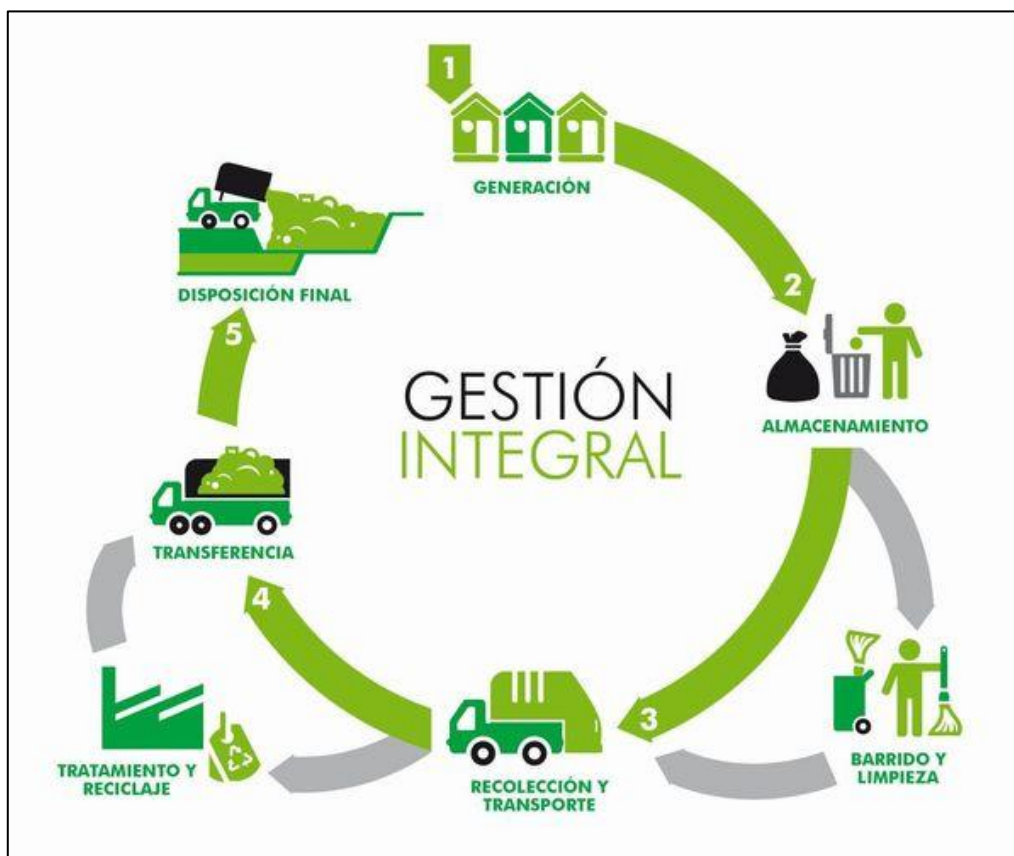 1
GENERACIÓN
2
ALMACENAMIENTO
GESTIÓN
INTEGRAL
3
BARRIDO Y
LIMPIEZA
RECOLECCIÓN Y
TRANSPORTE
4
TRATAMIENTO Y
RECICLAJE
TRANSFERENCIA
5
DISPOSICIÓN FINAL